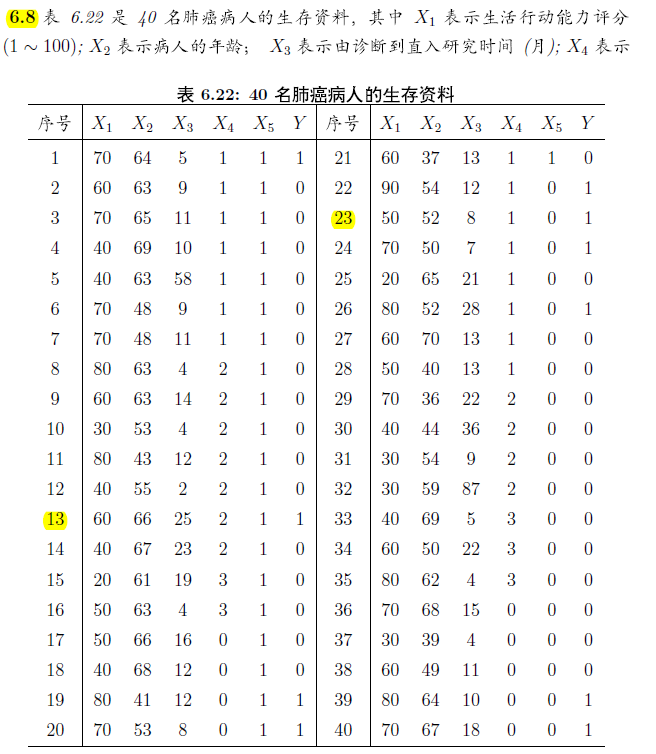 6.8 表 6.22 是 40 名肺癌病人的生存资料, 其中 X1 表示生活行动能力评分
(1 ∼ 100); X2 表示病人的年龄; X3 表示由诊断到直入研究时间 (月); X4 表示
表 6.22: 40 名肺癌病人的生存资料
序号 X1 X2 X3 X4 X5 Y 序号 X1 X2 X3 X4 X5 Y
1 70 64 5 1 1 1 21 60 37 13 1 1 0
2 60 63 9 1 1 0 22 90 54 12 1 0 1
3 70 65 11 1 1 0 23 50 52 8 1 0 1
4 40 69 10 1 1 0 24 70 50 7 1 0 1
5 40 63 58 1 1 0 25 20 65 21 1 0 0
6 70 48 9 1 1 0 26 80 52 28 1 0 1
7 70 48 11 1 1 0 27 60 70 13 1 0 0
8 80 63 4 2 1 0 28 50 40 13 1 0 0
9 60 63 14 2 1 0 29 70 36 22 2 0 0
10 30 53 4 2 1 0 30 40 44 36 2 0 0
11 80 43 12 2 1 0 31 30 54 9 2 0 0
12 40 55 2 2 1 0 32 30 59 87 2 0 0
13 60 66 25 2 1 1 33 40 69 5 3 0 0
14 40 67 23 2 1 0 34 60 50 22 3 0 0
15 20 61 19 3 1 0 35 80 62 4 3 0 0
16 50 63 4 3 1 0 36 70 68 15 0 0 0
17 50 66 16 0 1 0 37 30 39 4 0 0 0
18 40 68 12 0 1 0 38 60 49 11 0 0 0
19 80 41 12 0 1 1 39 80 64 10 0 0 1
20 70 53 8 0 1 1 40 70 67 18 0 0 1